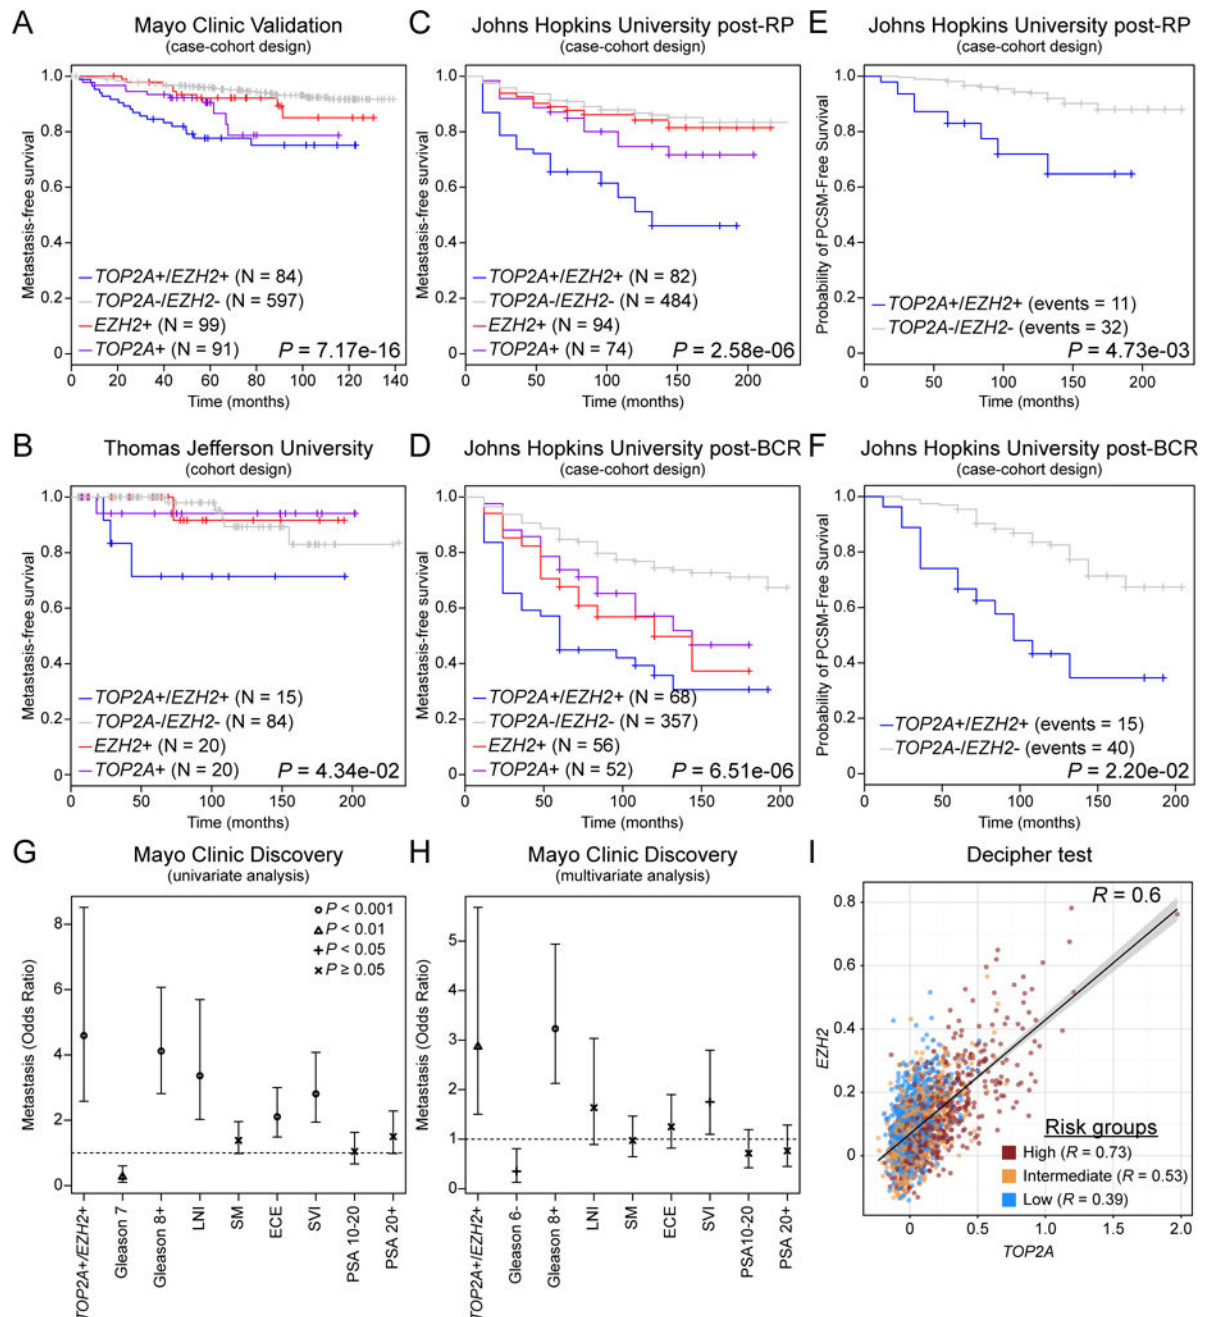 A
Mayo Clinic Validation
(case-cohort design)
Metastasis-free survival
1.0
0.8
0.6
0.4
0.2
0
TOP2A+/EZH2+ (N = 84)
TOP2A-/EZH2- (N = 597)
EZH2+ (N = 99)
TOP2A+ (N = 91)
P = 7.17e-16
0 20 40 60 80 100 120 140
Time (months)
C
Johns Hopkins University post-RP
(case-cohort design)
Metastasis-free survival
1.0
0.8
0.6
0.4
0.2
0
TOP2A+/EZH2+ (N = 82)
TOP2A-/EZH2- (N = 484)
EZH2+ (N = 94)
TOP2A+ (N = 74)
P = 2.58e-06
0 50 100 150 200
Time (months)
E
Johns Hopkins University post-RP
(case-cohort design)
Probability of PCSM-Free Survival
1.0
0.8
0.6
0.4
0.2
0
TOP2A+/EZH2+ (events = 11)
TOP2A-/EZH2- (events = 32)
P = 4.73e-03
0 50 100 150 200
Time (months)
B
Thomas Jefferson University
(cohort design)
Metastasis-free survival
1.0
0.8
0.6
0.4
0.2
0
TOP2A+/EZH2+ (N = 15)
TOP2A-/EZH2- (N = 84)
EZH2+ (N = 20)
TOP2A+ (N = 20)
P = 4.34e-02
0 50 100 150 200
Time (months)
D
Johns Hopkins University post-BCR
(case-cohort design)
Metastasis-free survival
1.0
0.8
0.6
0.4
0.2
0
TOP2A+/EZH2+ (N = 68)
TOP2A-/EZH2- (N = 357)
EZH2+ (N = 56)
TOP2A+ (N = 52)
P = 6.51e-06
0 50 100 150 200
Time (months)
F
Johns Hopkins University post-BCR
(case-cohort design)
Probability of PCSM-Free Survival
1.0
0.8
0.6
0.4
0.2
0
TOP2A+/EZH2+ (events = 15)
TOP2A-/EZH2- (events = 40)
P = 2.20e-02
0 50 100 150 200
Time (months)
G
Mayo Clinic Discovery
(univariate analysis)
Metastasis (Odds Ratio)
8
6
4
2
0
P < 0.001
P < 0.01
P < 0.05
P ≥ 0.05
TOP2A+/EZH2+
Gleason 7
Gleason 8+
LNI
SM
ECE
SVI
PSA 10-20
PSA 20+
H
Mayo Clinic Discovery
(multivariate analysis)
Metastasis (Odds Ratio)
5
4
3
2
1
0
TOP2A+/EZH2+
Gleason 6-
Gleason 8+
LNI
SM
ECE
SVI
PSA10-20
PSA 20+
I
Decipher test
R = 0.6
EZH2
0.8
0.6
0.4
0.2
0
Risk groups
High (R = 0.73)
Intermediate (R = 0.53)
Low (R = 0.39)
0 0.5 1.0 1.5 2.0
TOP2A